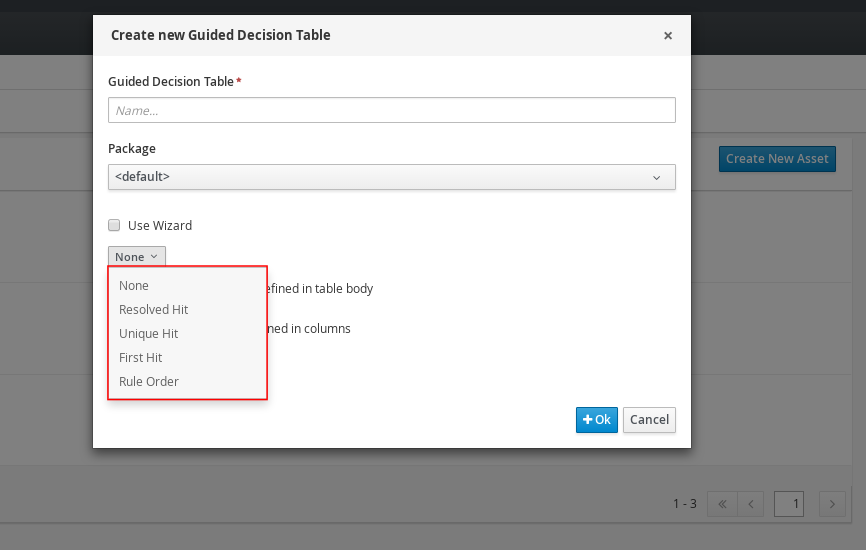 Create new Guided Decision Table ×
Guided Decision Table *
Name...
Package
<default>
Create New Asset
Use Wizard
None
None
efined in table body
Resolved Hit
Unique Hit
ned in columns
First Hit
Rule Order
+ Ok Cancel
1 - 3 « < 1 >